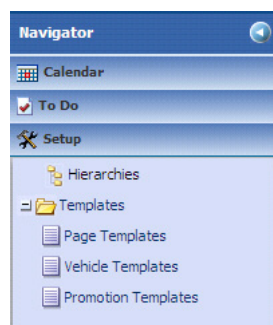 Navigator
Calendar
To Do
Setup
Hierarchies
Templates
Page Templates
Vehicle Templates
Promotion Templates